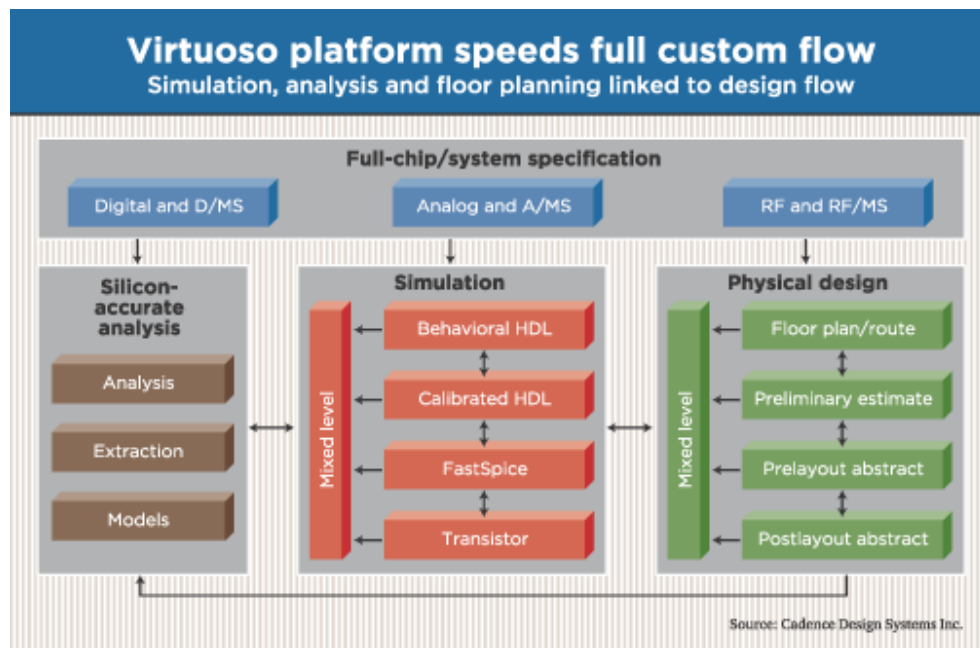 Virtuoso platform speeds full custom flow
Simulation, analysis and floor planning linked to design flow
Full-chip/system specification
Digital and D/MS
Analog and A/MS
RF and RF/MS
Silicon-
accurate
analysis
Analysis
Extraction
Models
Simulation
Mixed level
Behavioral HDL
Calibrated HDL
FastSpice
Transistor
Physical design
Mixed level
Floor plan/route
Preliminary estimate
Prelayout abstract
Postlayout abstract
Source: Cadence Design Systems Inc.